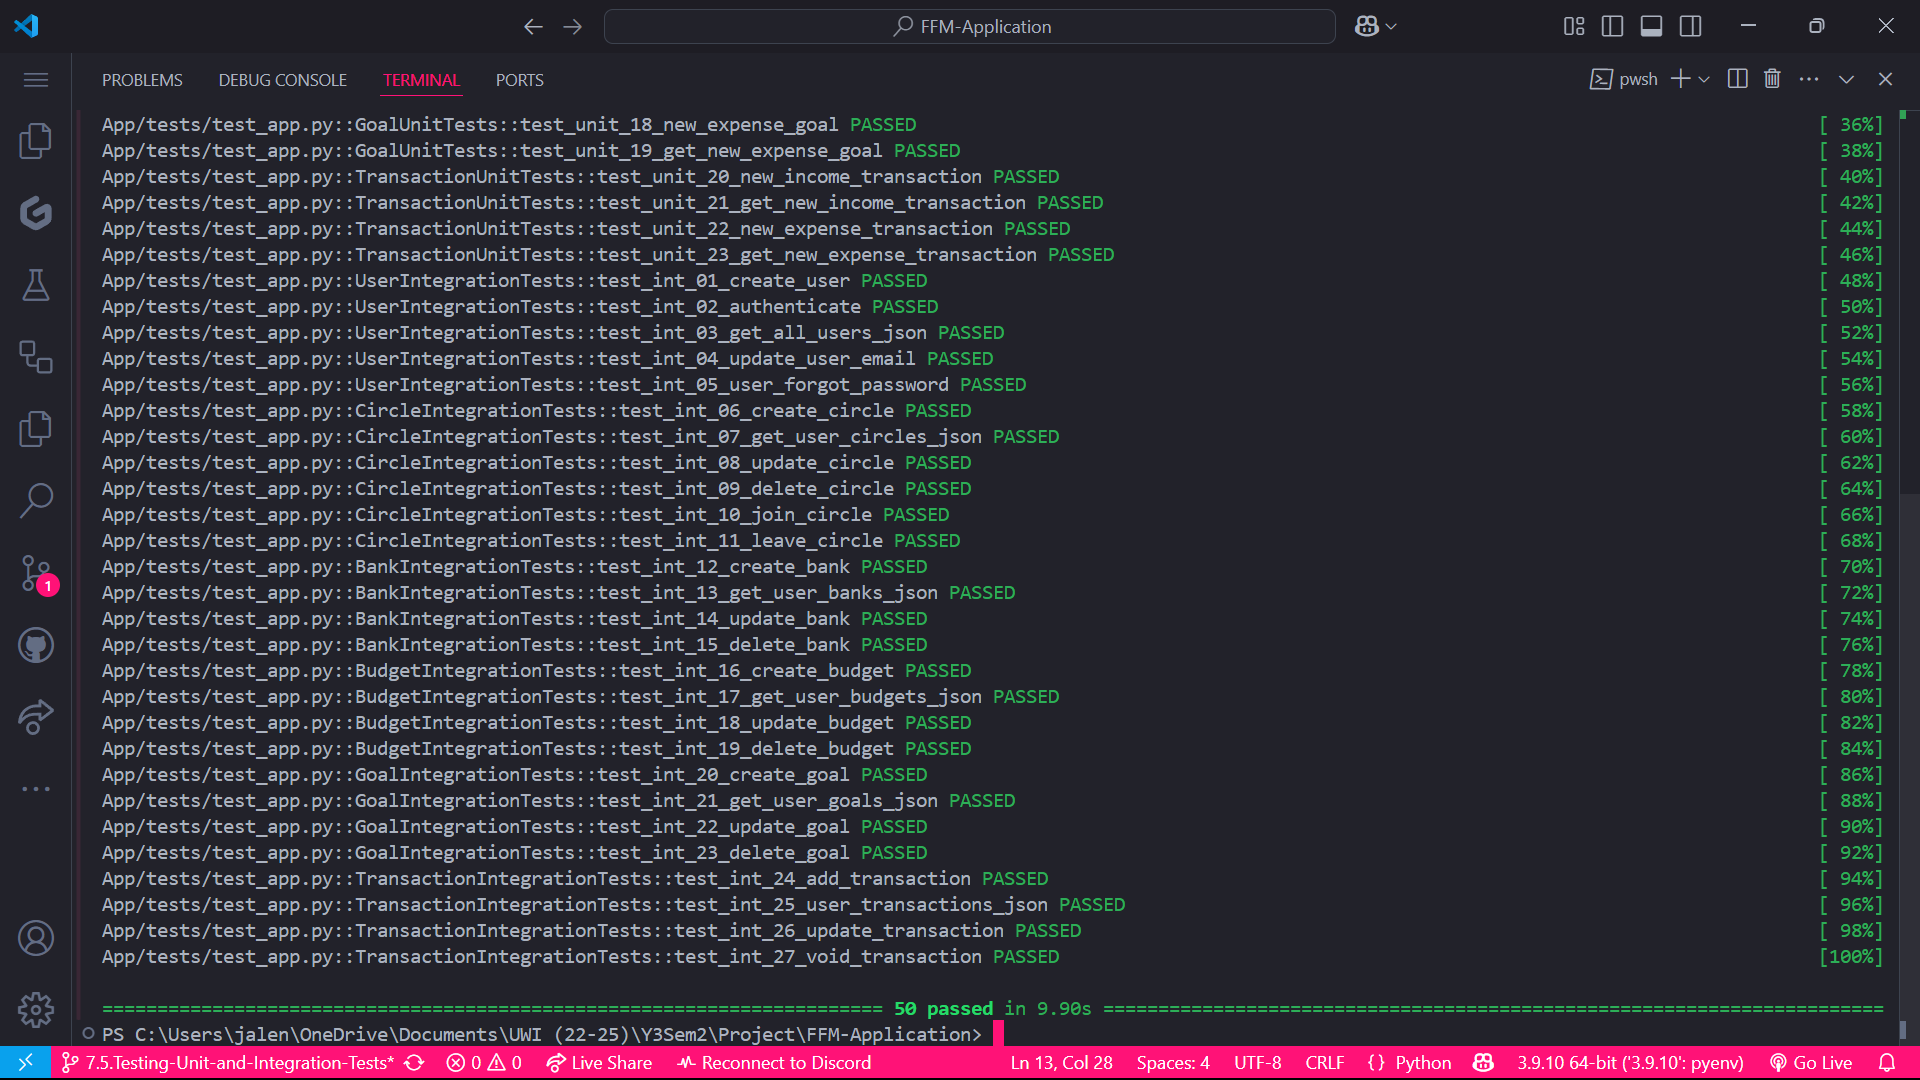 FFM-Application
PROBLEMS DEBUG CONSOLE TERMINAL PORTS pwsh
App/tests/test_app.py::GoalUnitTests::test_unit_18_new_expense_goal PASSED [ 36%]
App/tests/test_app.py::GoalUnitTests::test_unit_19_get_new_expense_goal PASSED [ 38%]
App/tests/test_app.py::TransactionUnitTests::test_unit_20_new_income_transaction PASSED [ 40%]
App/tests/test_app.py::TransactionUnitTests::test_unit_21_get_new_income_transaction PASSED [ 42%]
App/tests/test_app.py::TransactionUnitTests::test_unit_22_new_expense_transaction PASSED [ 44%]
App/tests/test_app.py::TransactionUnitTests::test_unit_23_get_new_expense_transaction PASSED [ 46%]
App/tests/test_app.py::UserIntegrationTests::test_int_01_create_user PASSED [ 48%]
App/tests/test_app.py::UserIntegrationTests::test_int_02_authenticate PASSED [ 50%]
App/tests/test_app.py::UserIntegrationTests::test_int_03_get_all_users_json PASSED [ 52%]
App/tests/test_app.py::UserIntegrationTests::test_int_04_update_user_email PASSED [ 54%]
App/tests/test_app.py::UserIntegrationTests::test_int_05_user_forgot_password PASSED [ 56%]
App/tests/test_app.py::CircleIntegrationTests::test_int_06_create_circle PASSED [ 58%]
App/tests/test_app.py::CircleIntegrationTests::test_int_07_get_user_circles_json PASSED [ 60%]
App/tests/test_app.py::CircleIntegrationTests::test_int_08_update_circle PASSED [ 62%]
App/tests/test_app.py::CircleIntegrationTests::test_int_09_delete_circle PASSED [ 64%]
App/tests/test_app.py::CircleIntegrationTests::test_int_10_join_circle PASSED [ 66%]
App/tests/test_app.py::CircleIntegrationTests::test_int_11_leave_circle PASSED [ 68%]
App/tests/test_app.py::BankIntegrationTests::test_int_12_create_bank PASSED [ 70%]
App/tests/test_app.py::BankIntegrationTests::test_int_13_get_user_banks_json PASSED [ 72%]
App/tests/test_app.py::BankIntegrationTests::test_int_14_update_bank PASSED [ 74%]
App/tests/test_app.py::BankIntegrationTests::test_int_15_delete_bank PASSED [ 76%]
App/tests/test_app.py::BudgetIntegrationTests::test_int_16_create_budget PASSED [ 78%]
App/tests/test_app.py::BudgetIntegrationTests::test_int_17_get_user_budgets_json PASSED [ 80%]
App/tests/test_app.py::BudgetIntegrationTests::test_int_18_update_budget PASSED [ 82%]
App/tests/test_app.py::BudgetIntegrationTests::test_int_19_delete_budget PASSED [ 84%]
App/tests/test_app.py::GoalIntegrationTests::test_int_20_create_goal PASSED [ 86%]
App/tests/test_app.py::GoalIntegrationTests::test_int_21_get_user_goals_json PASSED [ 88%]
App/tests/test_app.py::GoalIntegrationTests::test_int_22_update_goal PASSED [ 90%]
App/tests/test_app.py::GoalIntegrationTests::test_int_23_delete_goal PASSED [ 92%]
App/tests/test_app.py::TransactionIntegrationTests::test_int_24_add_transaction PASSED [ 94%]
App/tests/test_app.py::TransactionIntegrationTests::test_int_25_user_transactions_json PASSED [ 96%]
App/tests/test_app.py::TransactionIntegrationTests::test_int_26_update_transaction PASSED [ 98%]
App/tests/test_app.py::TransactionIntegrationTests::test_int_27_void_transaction PASSED [100%]
======================================================================= 50 passed in 9.90s =======================================================================
PS C:\Users\jalen\OneDrive\Documents\UWI (22-25)\Y3Sem2\Project\FFM-Application>
1
7.5.Testing-Unit-and-Integration-Tests* 0 0 Live Share Reconnect to Discord Ln 13, Col 28 Spaces: 4 UTF-8 CRLF {} Python 3.9.10 64-bit ('3.9.10': pyenv) Go Live